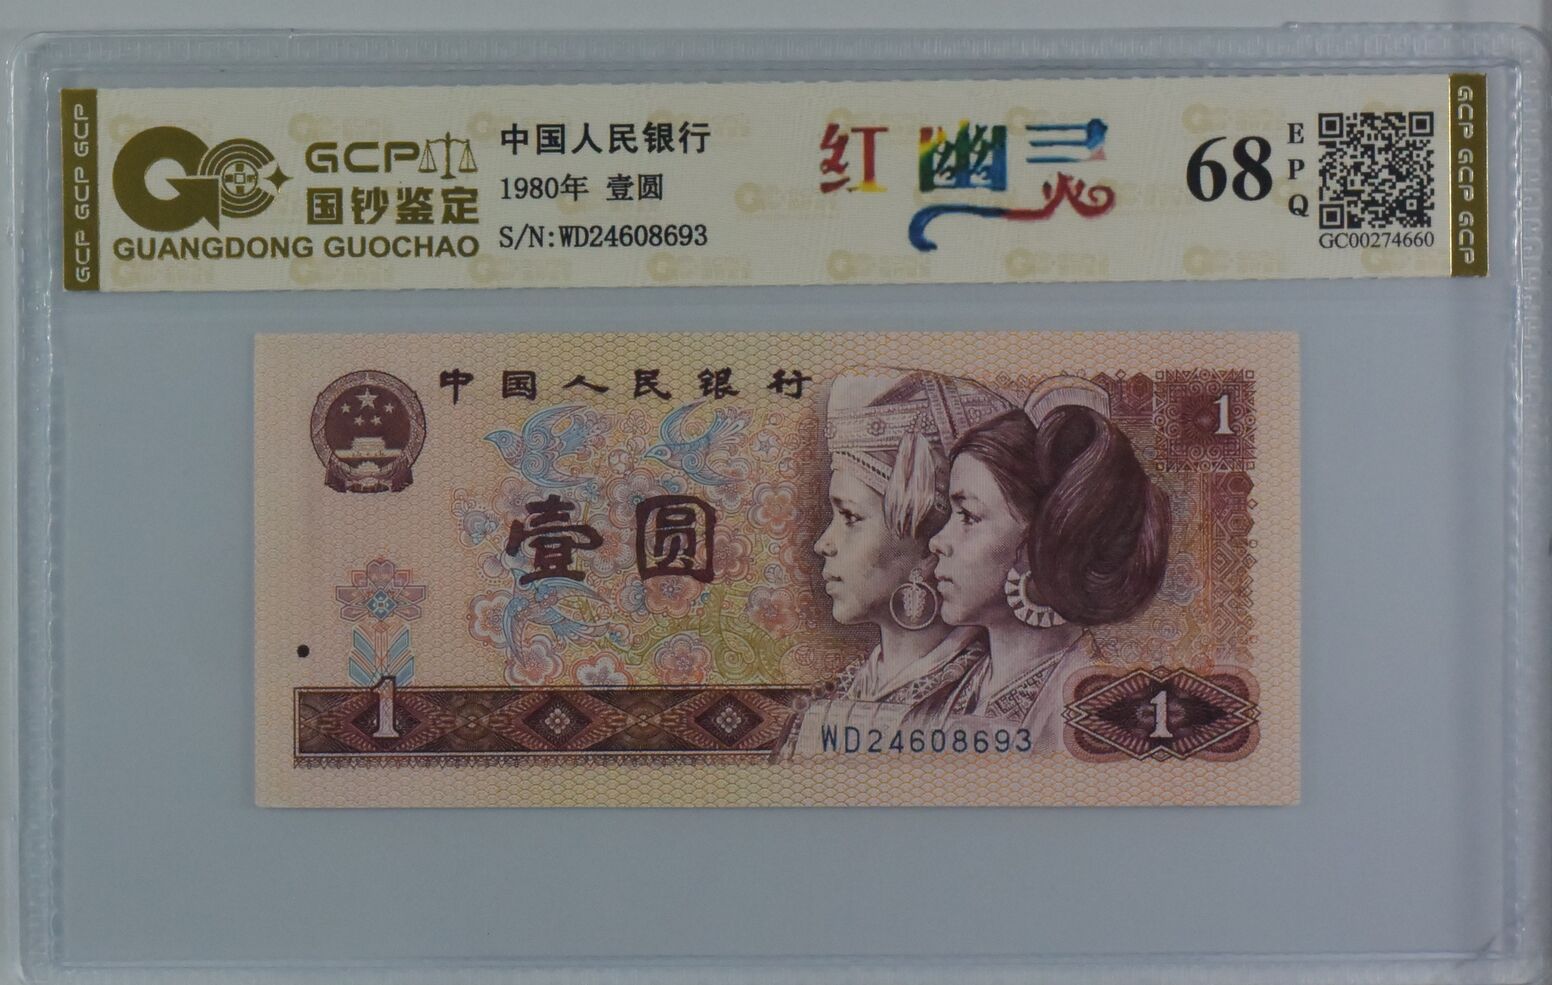 GCP GCP GCP
GCP
国钞鉴定
GUANGDONG GUOCHAO
中国人民银行
1980年 壹圆
S/N:WD24608693
红幽灵
68
EPQ
GC00274660
GCP GCP GCP
中国人民银行
1
壹圆
1
WD24608693
1